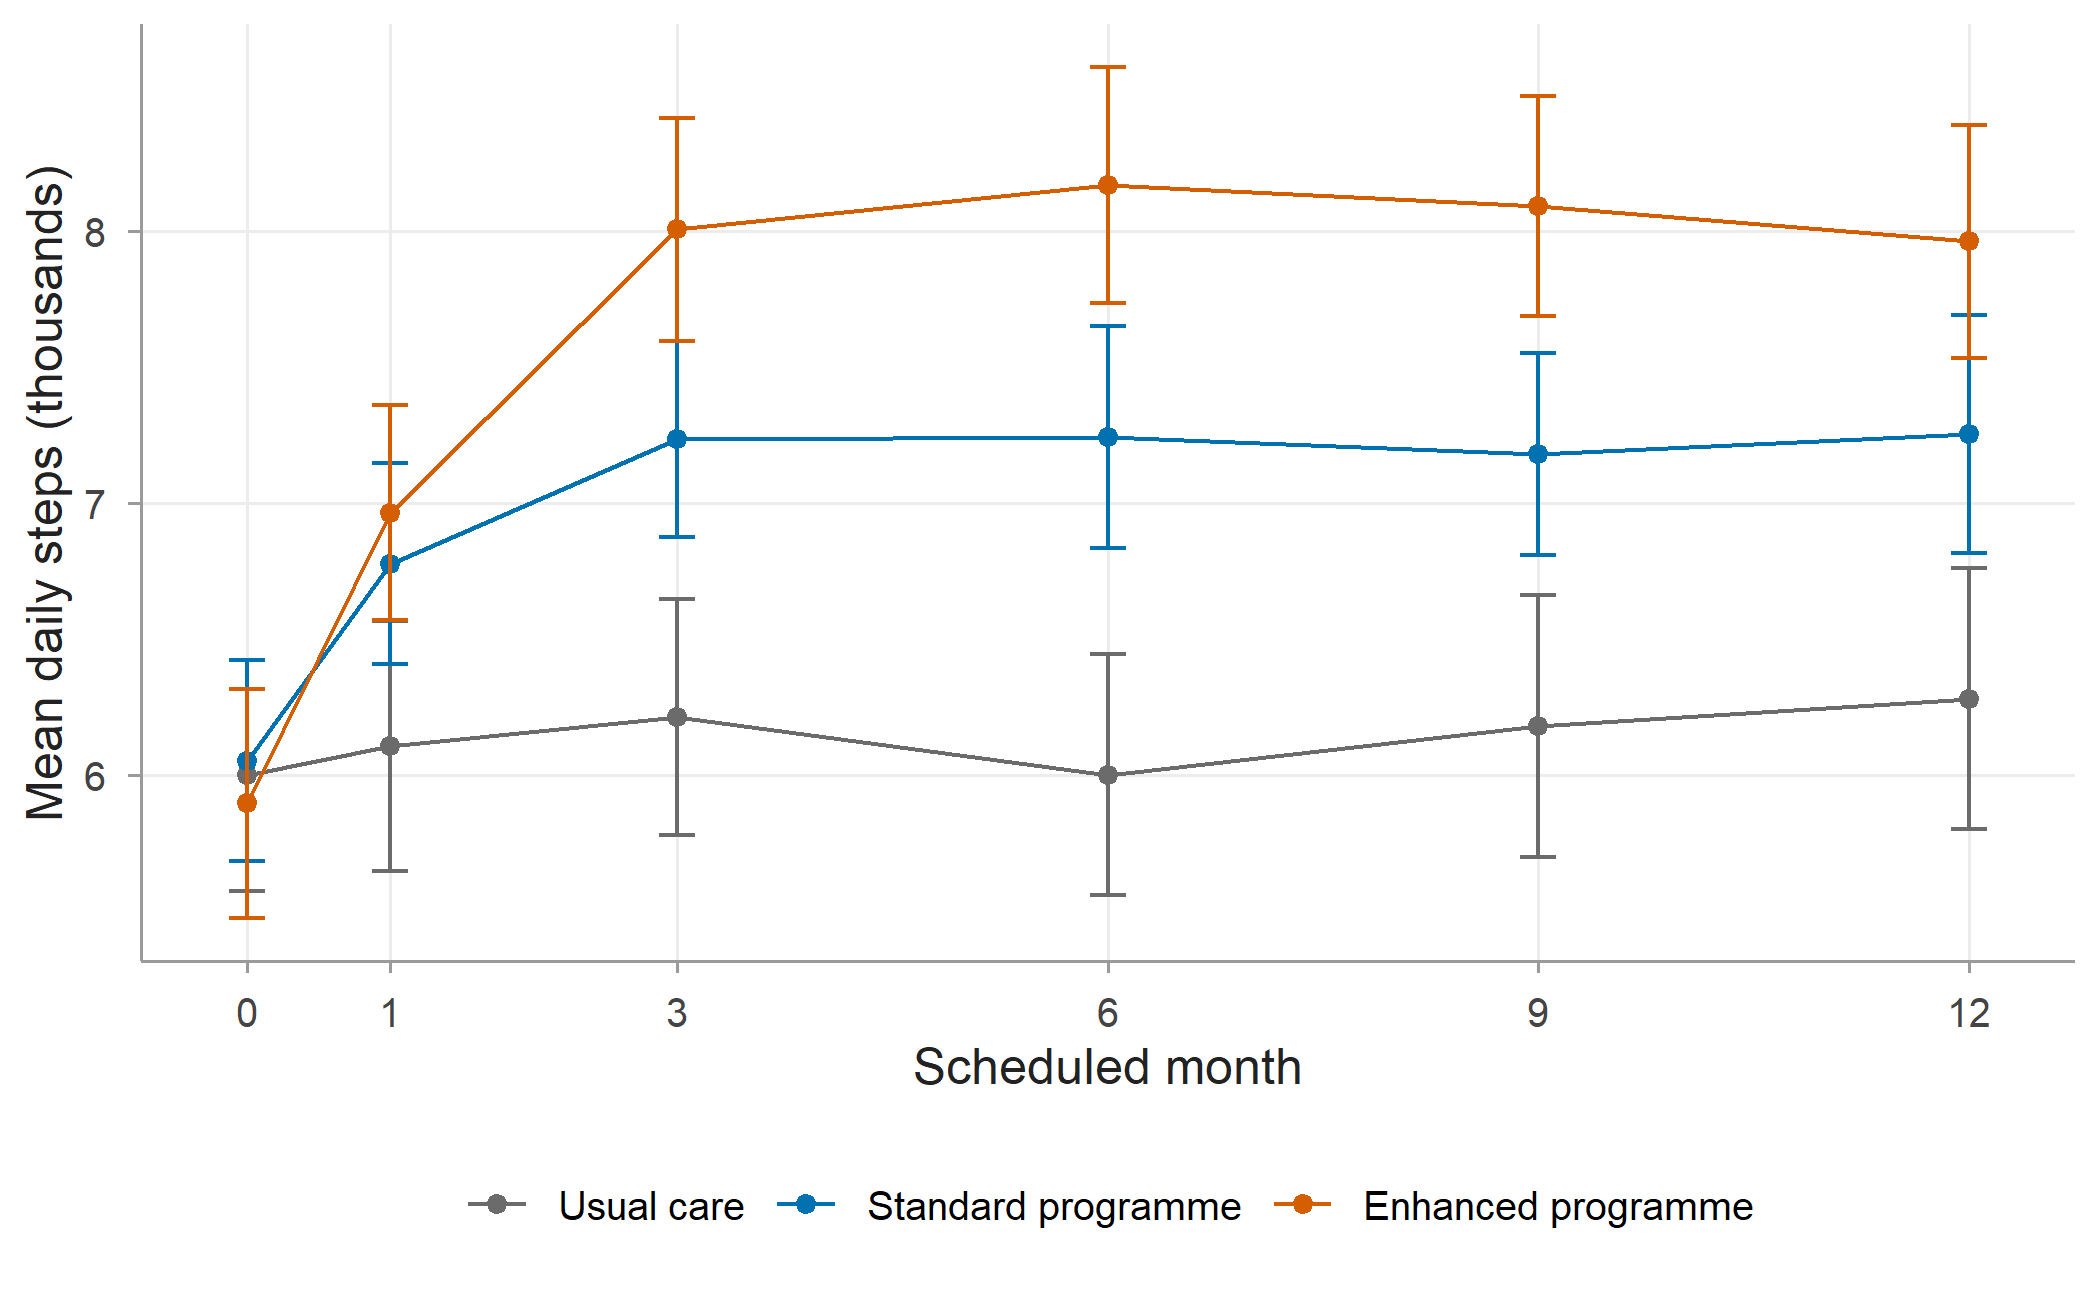 Mean daily steps (thousands)
8
7
6
0 1 3 6 9 12
Scheduled month
Usual care Standard programme Enhanced programme